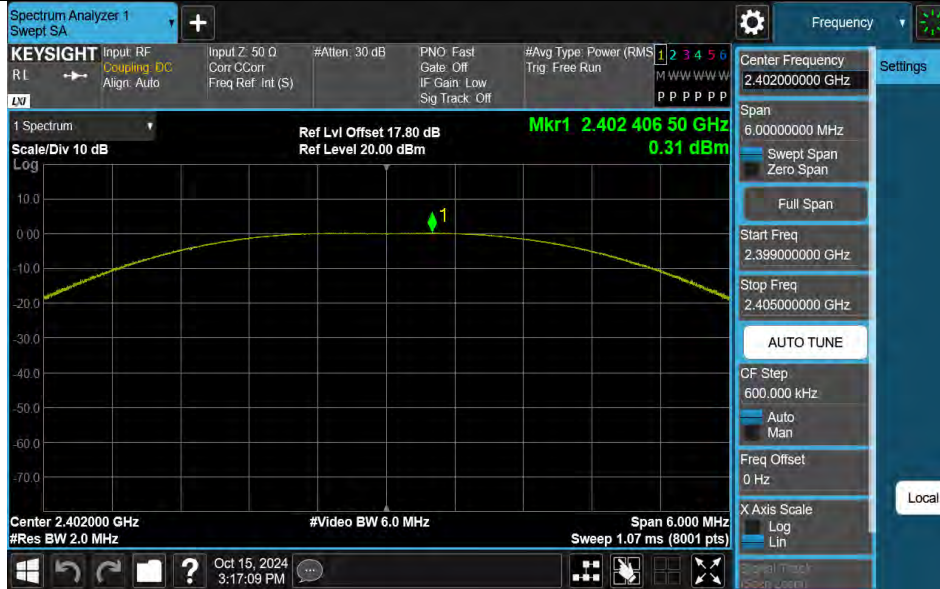 Spectrum Analyzer 1
Swept SA
+
Frequency
KEYSIGHT
RL
LXI
Input: RF
Coupling: DC
Align: Auto
Input Z: 50 Ω
Corr CCorr
Freq Ref: Int (S)
#Atten: 30 dB
PNO: Fast
Gate: Off
IF Gain: Low
Sig Track: Off
#Avg Type: Power (RMS
Trig: Free Run
1 2 3 4 5 6
M W W W W W
P P P P P P
1 Spectrum
Scale/Div 10 dB
Log
Ref Lvl Offset 17.80 dB
Ref Level 20.00 dBm
Mkr1 2.402 406 50 GHz
0.31 dBm
10.0
0.00
-10.0
-20.0
-30.0
-40.0
-50.0
-60.0
-70.0
1
Center 2.402000 GHz
#Res BW 2.0 MHz
#Video BW 6.0 MHz
Span 6.000 MHz
Sweep 1.07 ms (8001 pts)
?
Oct 15, 2024
3:17:09 PM
Center Frequency
2.402000000 GHz
Settings
Span
6.00000000 MHz
Swept Span
Zero Span
Full Span
Start Freq
2.399000000 GHz
Stop Freq
2.405000000 GHz
AUTO TUNE
CF Step
600.000 kHz
Auto
Man
Freq Offset
0 Hz
X Axis Scale
Log
Lin
Local
Signal Track
(Span Zoom)